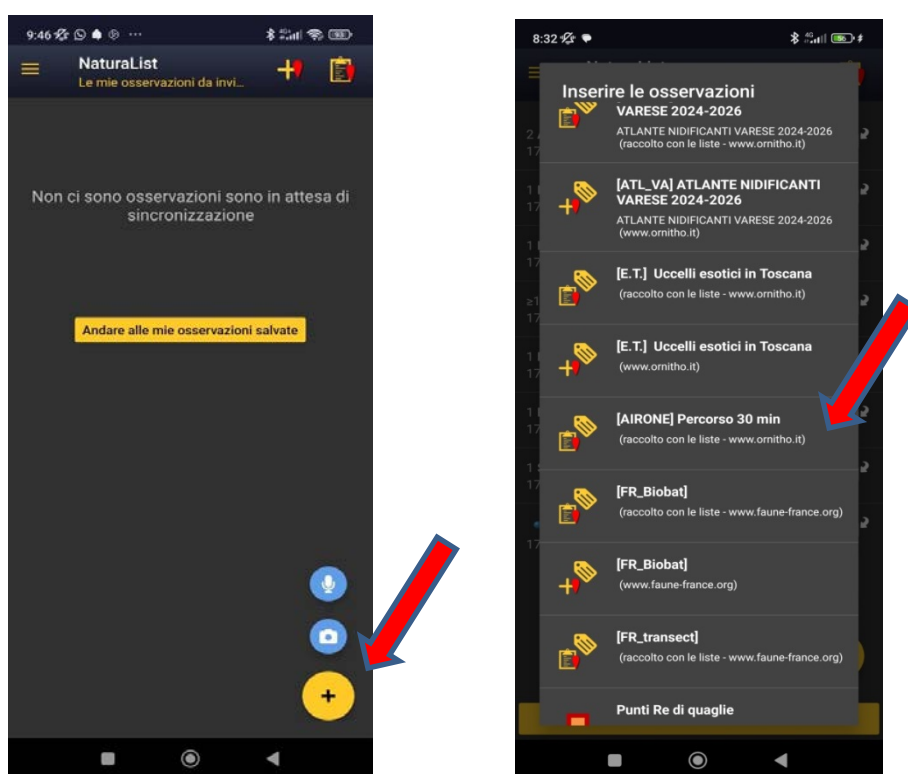 9:46
NaturaList
Le mie osservazioni da invi...
Non ci sono osservazioni sono in attesa di
sincronizzazione
Andare alle mie osservazioni salvate
8:32
Inserire le osservazioni
VARESE 2024-2026
ATLANTE NIDIFICANTI VARESE 2024-2026
(raccolto con le liste - www.ornitho.it)
[ATL_VA] ATLANTE NIDIFICANTI
VARESE 2024-2026
ATLANTE NIDIFICANTI VARESE 2024-2026
(www.ornitho.it)
[E.T.] Uccelli esotici in Toscana
(raccolto con le liste - www.ornitho.it)
[E.T.] Uccelli esotici in Toscana
(www.ornitho.it)
[AIRONE] Percorso 30 min
(raccolto con le liste - www.ornitho.it)
[FR_Biobat]
(raccolto con le liste - www.faune-france.org)
[FR_Biobat]
(www.faune-france.org)
[FR_transect]
(raccolto con le liste - www.faune-france.org)
Punti Re di quaglie